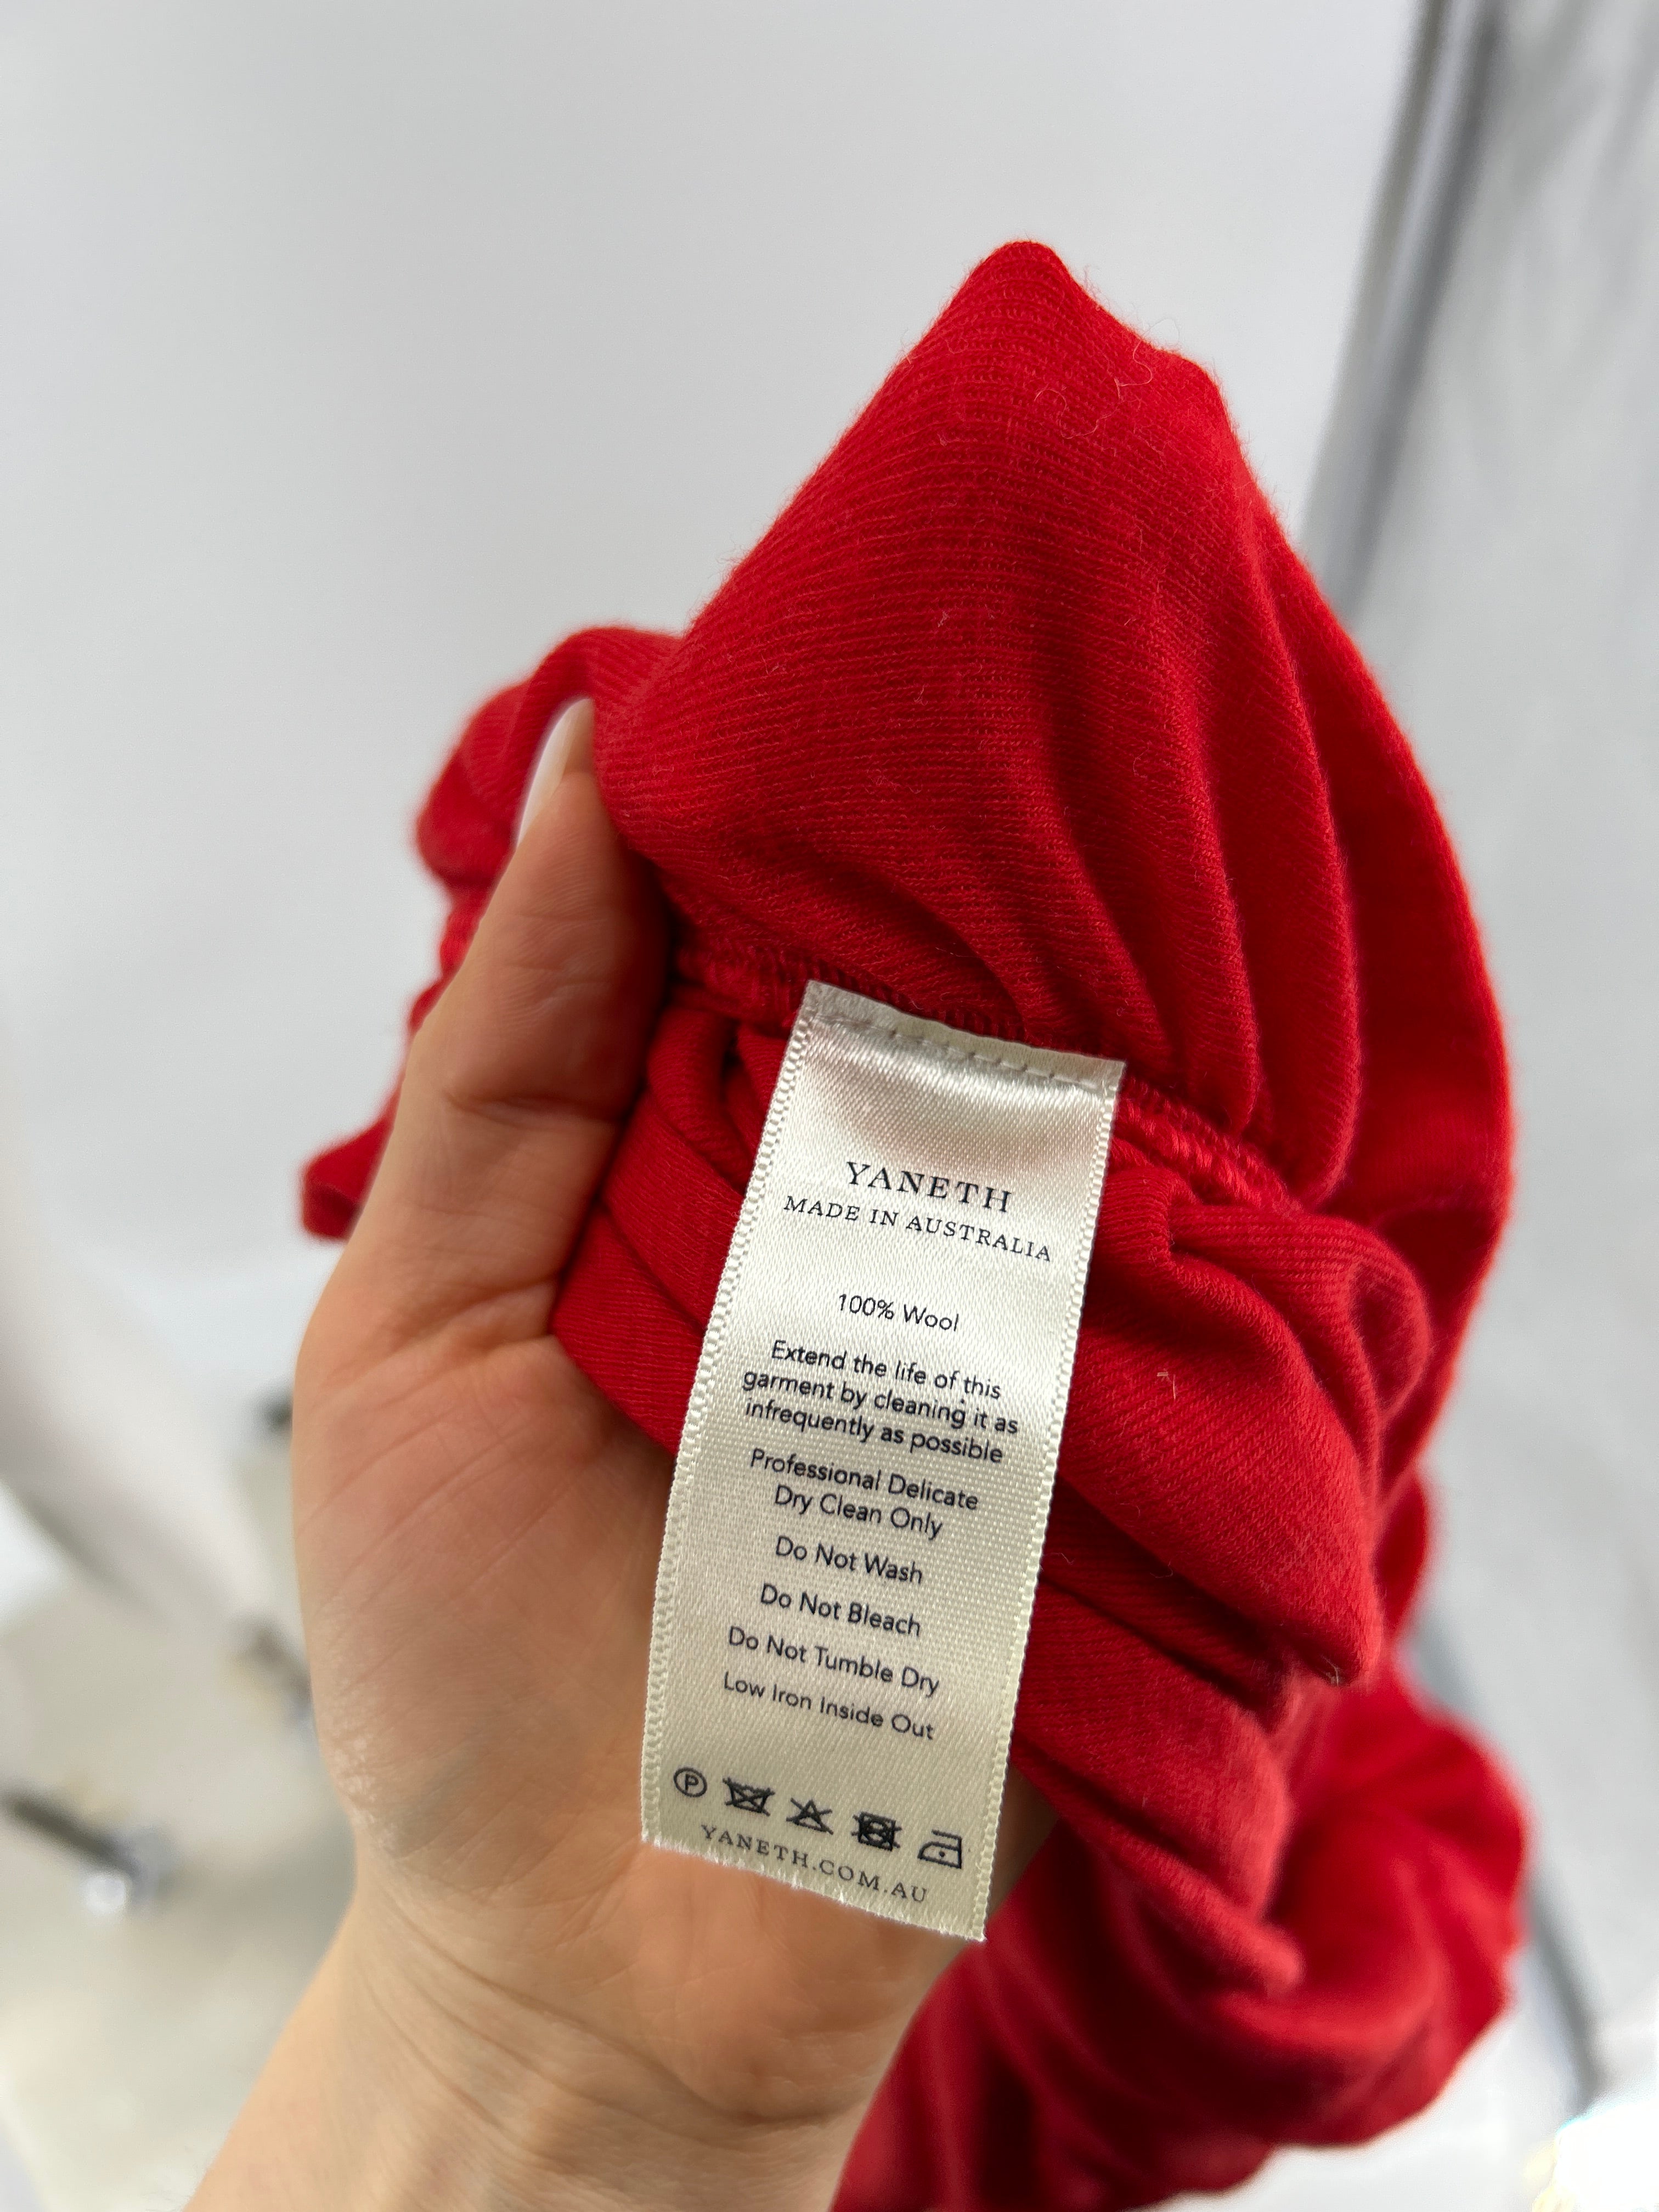 YANETH
MADE IN AUSTRALIA
100% Wool
Extend the life of this
garment by cleaning it as
infrequently as possible
Professional Delicate
Dry Clean Only
Do Not Wash
Do Not Bleach
Do Not Tumble Dry
Low Iron Inside Out
P
YANETH.COM.AU